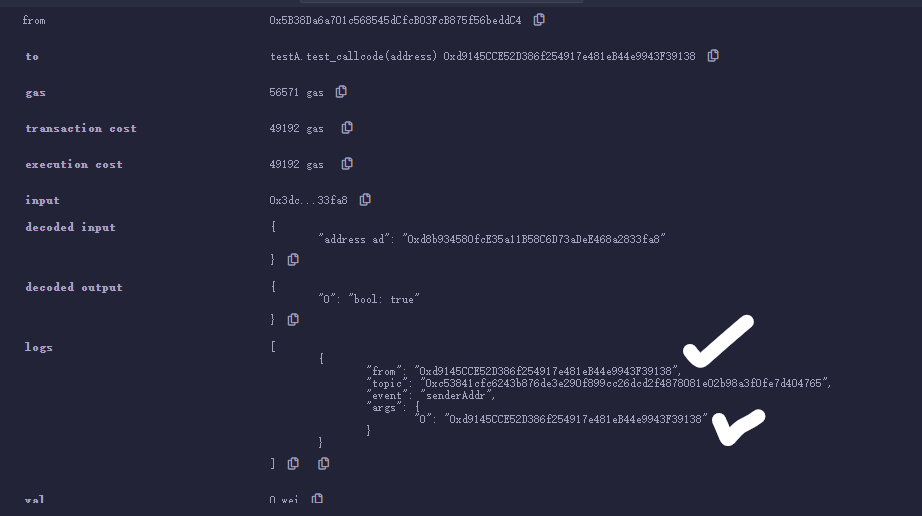 from 0x5B38Da6a701c568545dCfcB03FcB875f56beddC4
to testA.test_callcode(address) 0xd9145CCE52D386f254917e481eB44e9943F39138
gas 56571 gas
transaction cost 49192 gas
execution cost 49192 gas
input 0x3dc...33fa8
decoded input {
"address ad": "0xd8b934580fcE35a11B58C6D73aDeE468a2833fa8"
}
decoded output {
"0": "bool: true"
}
logs [
{
"from": "0xd9145CCE52D386f254917e481eB44e9943F39138",
"topic": "0xc53841cfc6243b876de3e290f899cc26dcd2f4878081e02b98a3f0fe7d404765",
"event": "senderAddr",
"args": {
"0": "0xd9145CCE52D386f254917e481eB44e9943F39138"
}
}
]
val 0 wei